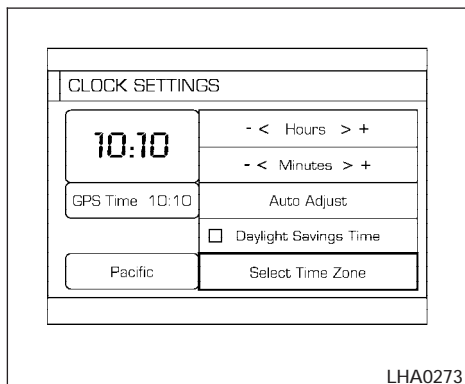 CLOCK SETTINGS
10:10
- < Hours > +
- < Minutes > +
GPS Time 10:10
Auto Adjust
Daylight Savings Time
Pacific
Select Time Zone
LHA0273